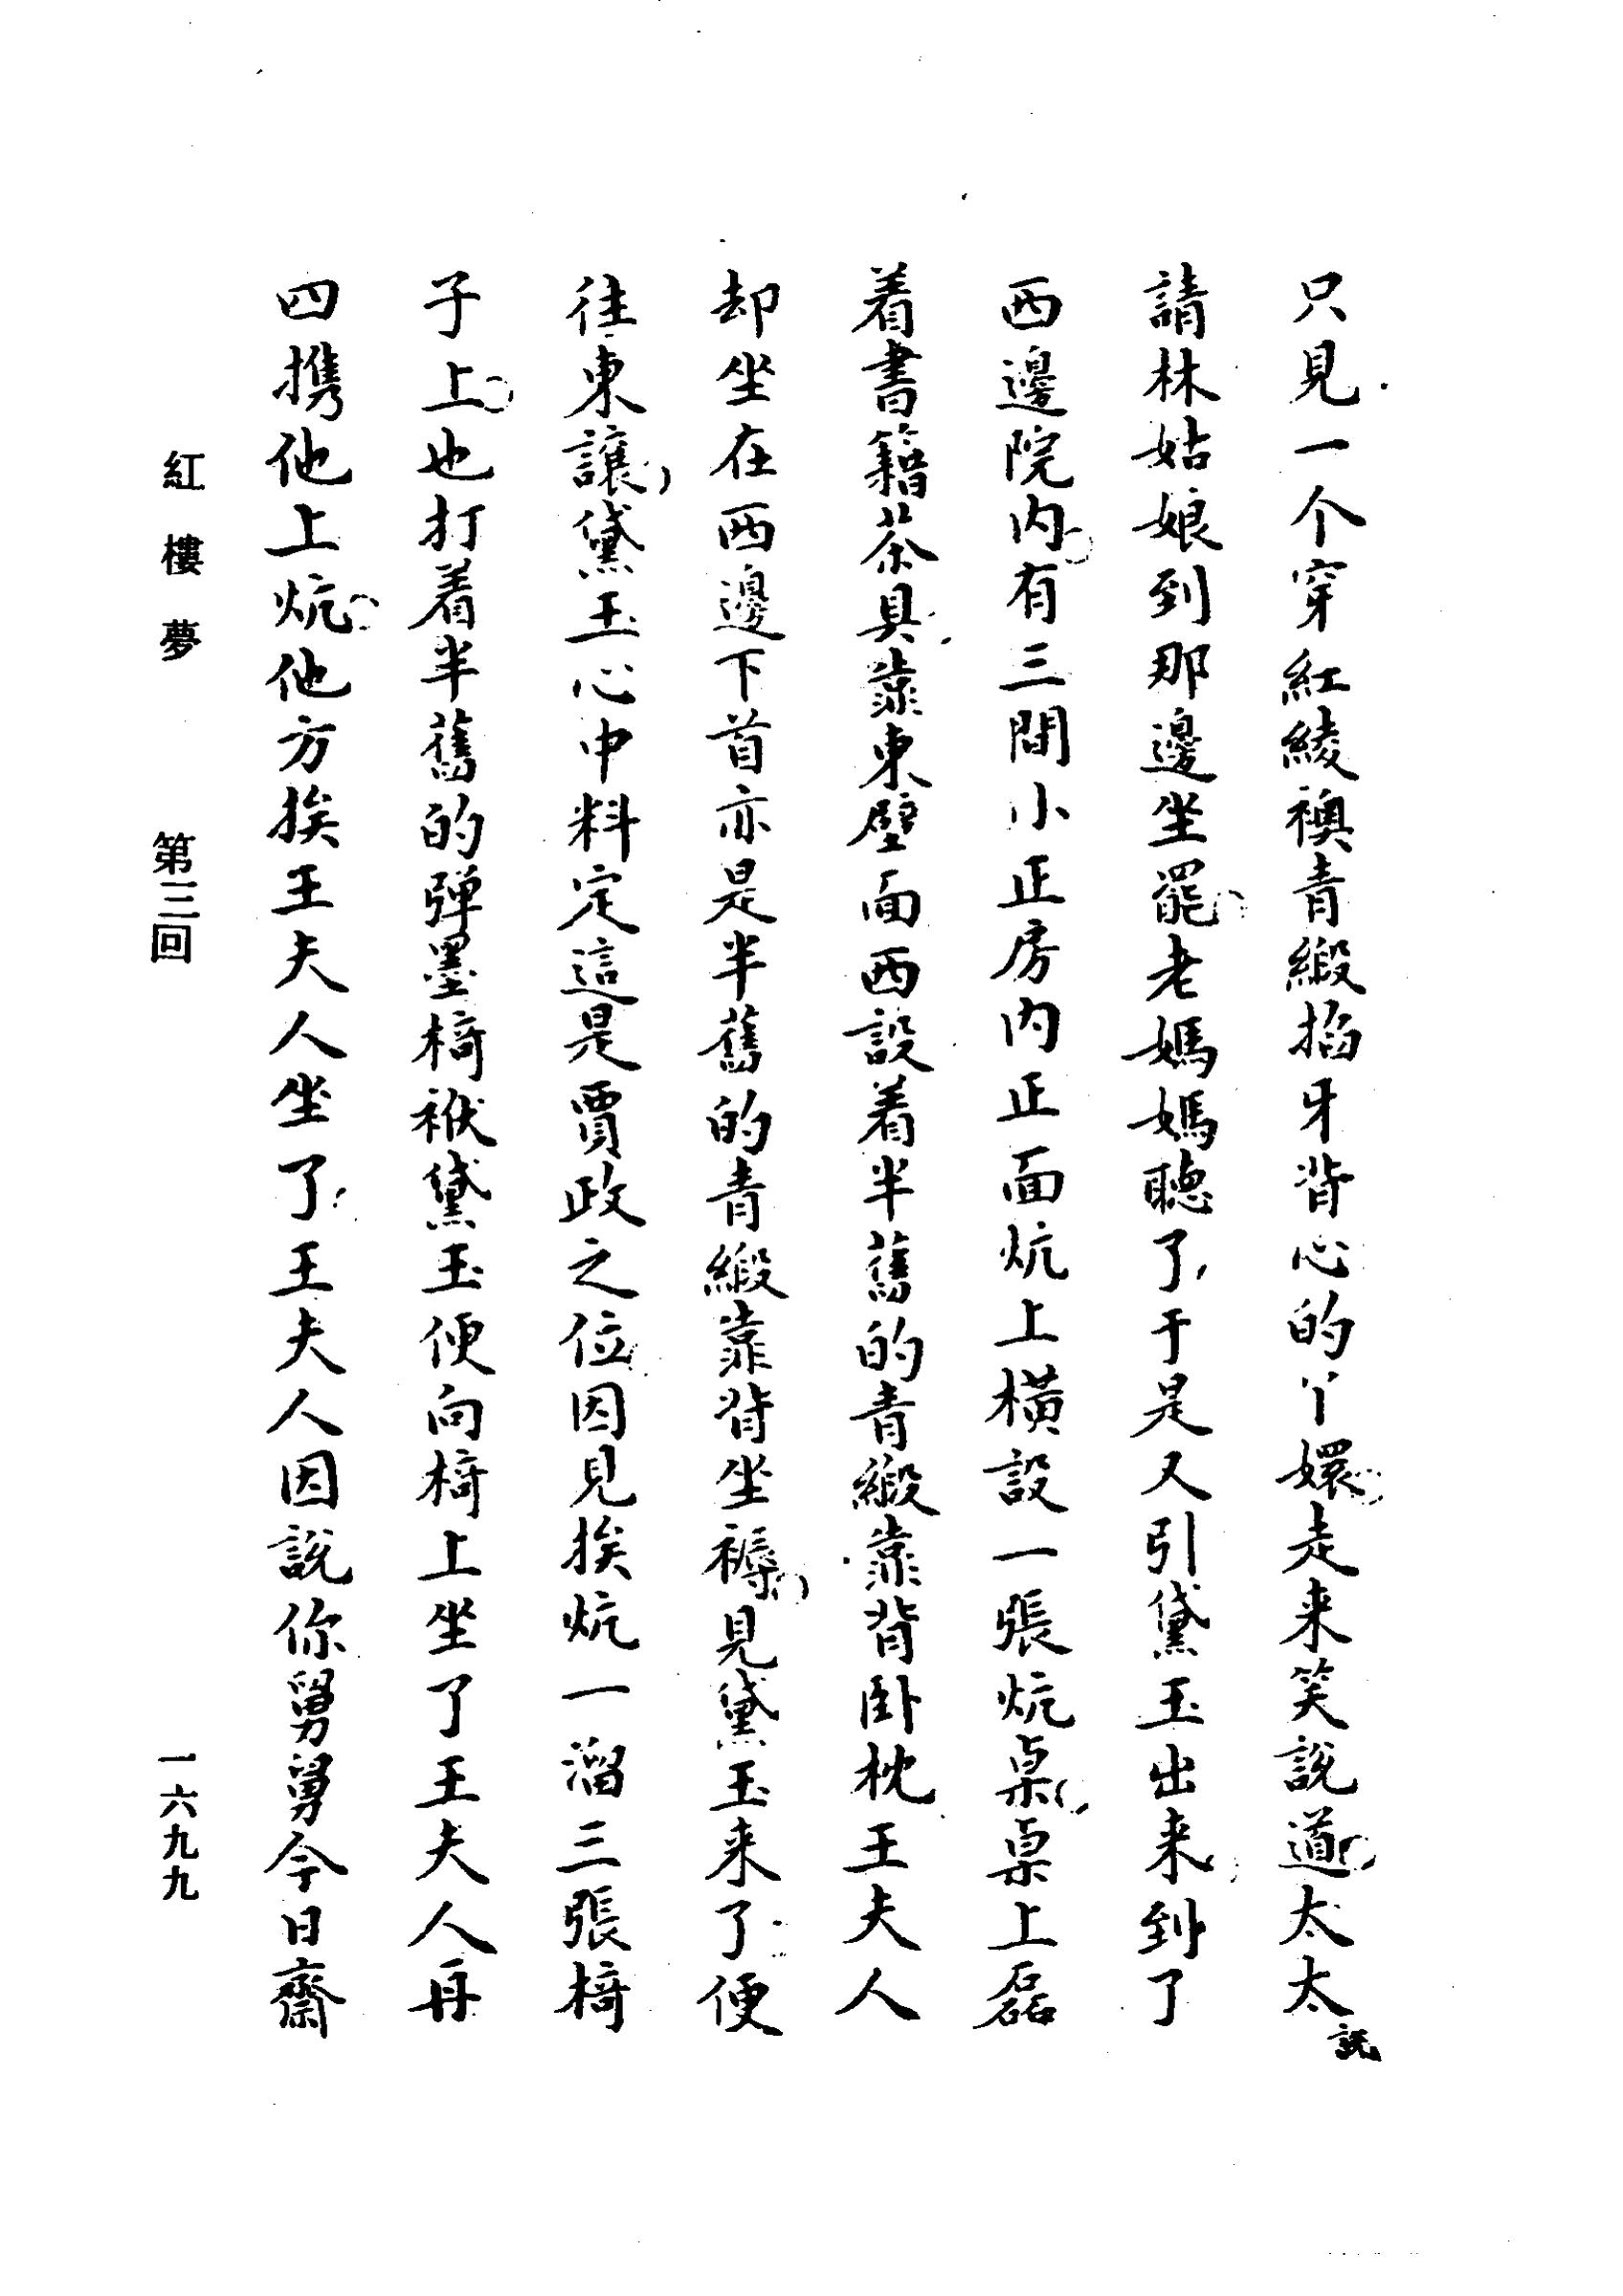 只見一个穿紅綾襖青緞掐牙背心的丫嬛走来笑說道太太說
請林姑娘到那邊坐罷老媽媽聴了于是又引黛玉出来到了
西邊院内有三間小正房内正面炕上橫設一張炕桌桌上磊
着書籍茶具靠東壁面西設着半舊的青緞靠背卧枕王夫人
却坐在西邊下首亦是半舊的青緞靠背坐褥見黛玉来了便
往東讓黛玉心中料定這是賈政之位因見挨炕一溜三張椅
子上也打着半舊的弹墨椅袱黛玉便向椅上坐了王夫人再
四携他上炕他方挨王夫人坐了王夫人因說你舅舅今日齋
紅樓夢 第三回 一六九九